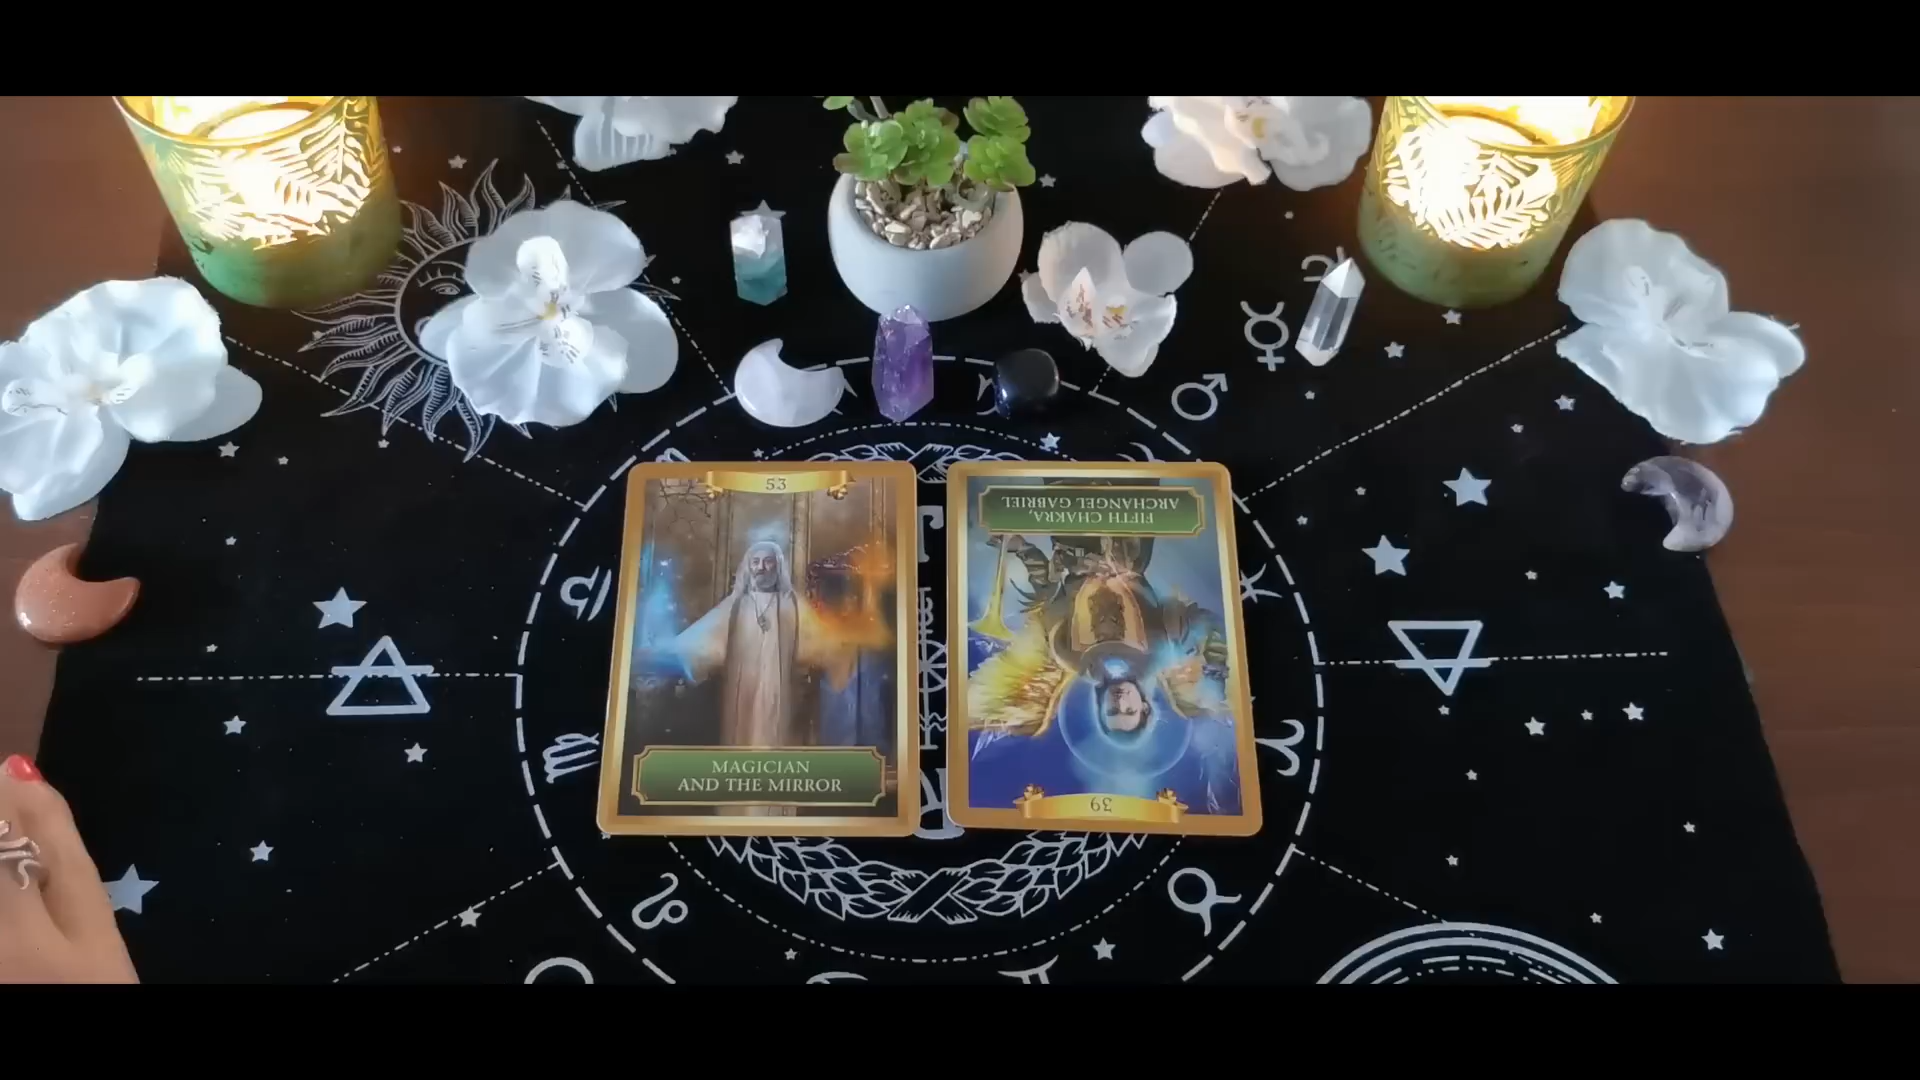 53
MAGICIAN
AND THE MIRROR
FIFTH CHAKRA,
ARCHANGEL GABRIEL
39